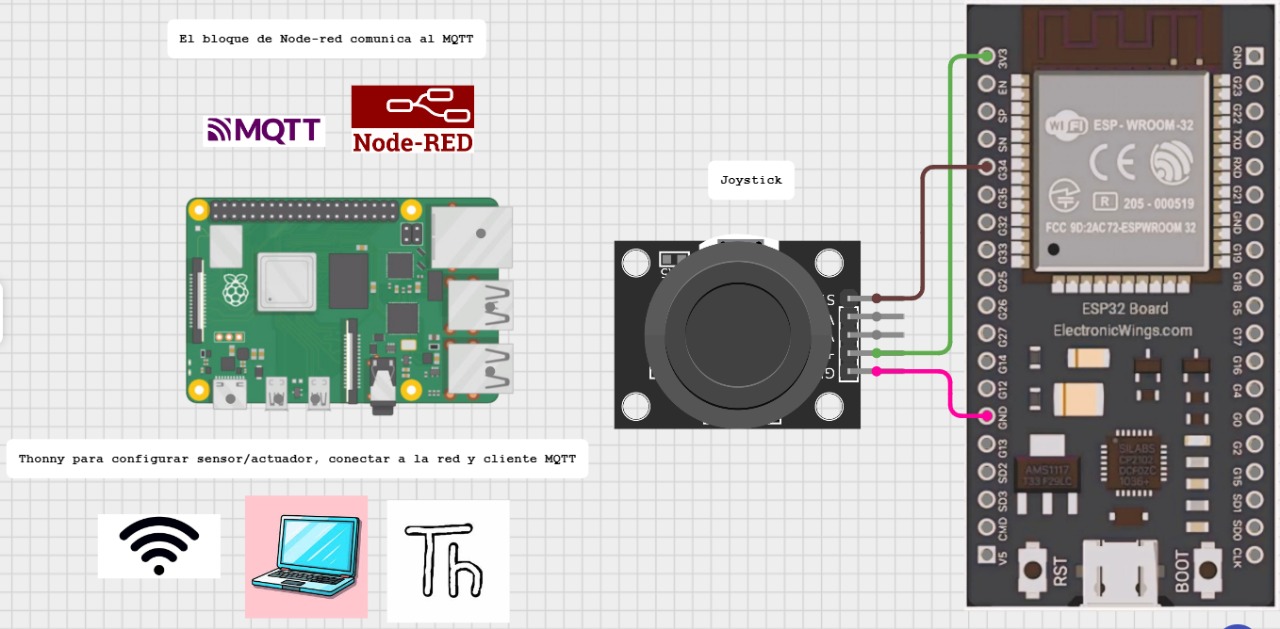 El bloque de Node-red comunica al MQTT
MQTT
Node-RED
Joystick
Thonny para configurar sensor/actuador, conectar a la red y cliente MQTT
Th
3V3
EN
SP
SN
G34
G35
G32
G33
G25
G26
G27
G14
G12
GND
G13
SD2
SD3
CMD
V5
WiFi ESP - WROOM-32
CE
R 205 - 000519
FCC 9D:2AC72-ESPWROOM 32
ESP32 Board
ElectronicWings.com
AMS1117
SILABS
CP2102
RST
BOOT
GND
G23
G22
TXD
RXD
G21
GND
G19
G18
G5
G17
G16
G4
G0
G2
G15
SD1
SD0
CLK